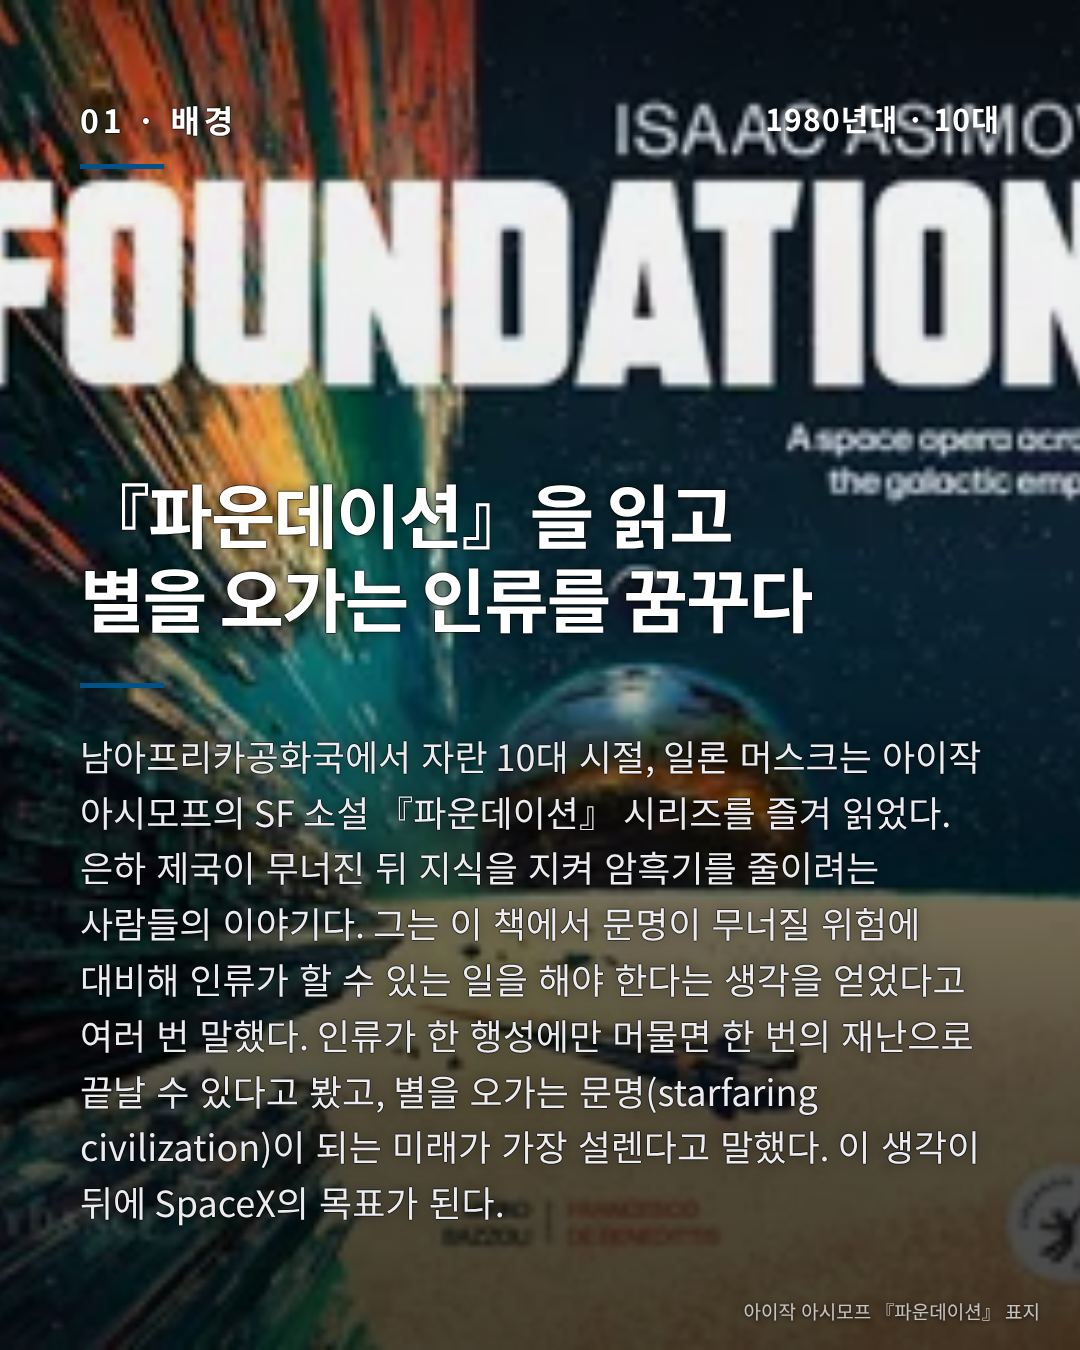 01 · 배경
1980년대 · 10대
ISAAC ASIMOV
FOUNDATION
A space opera
the galactic
『파운데이션』을 읽고
별을 오가는 인류를 꿈꾸다
남아프리카공화국에서 자란 10대 시절, 일론 머스크는 아이작
아시모프의 SF 소설 『파운데이션』 시리즈를 즐겨 읽었다.
은하 제국이 무너진 뒤 지식을 지켜 암흑기를 줄이려는
사람들의 이야기다. 그는 이 책에서 문명이 무너질 위험에
대비해 인류가 할 수 있는 일을 해야 한다는 생각을 얻었다고
여러 번 말했다. 인류가 한 행성에만 머물면 한 번의 재난으로
끝날 수 있다고 봤고, 별을 오가는 문명(starfaring
civilization)이 되는 미래가 가장 설렌다고 말했다. 이 생각이
뒤에 SpaceX의 목표가 된다.
BAZZOLI
FRANCESCO
DE BENEDITTIS
아이작 아시모프 『파운데이션』 표지